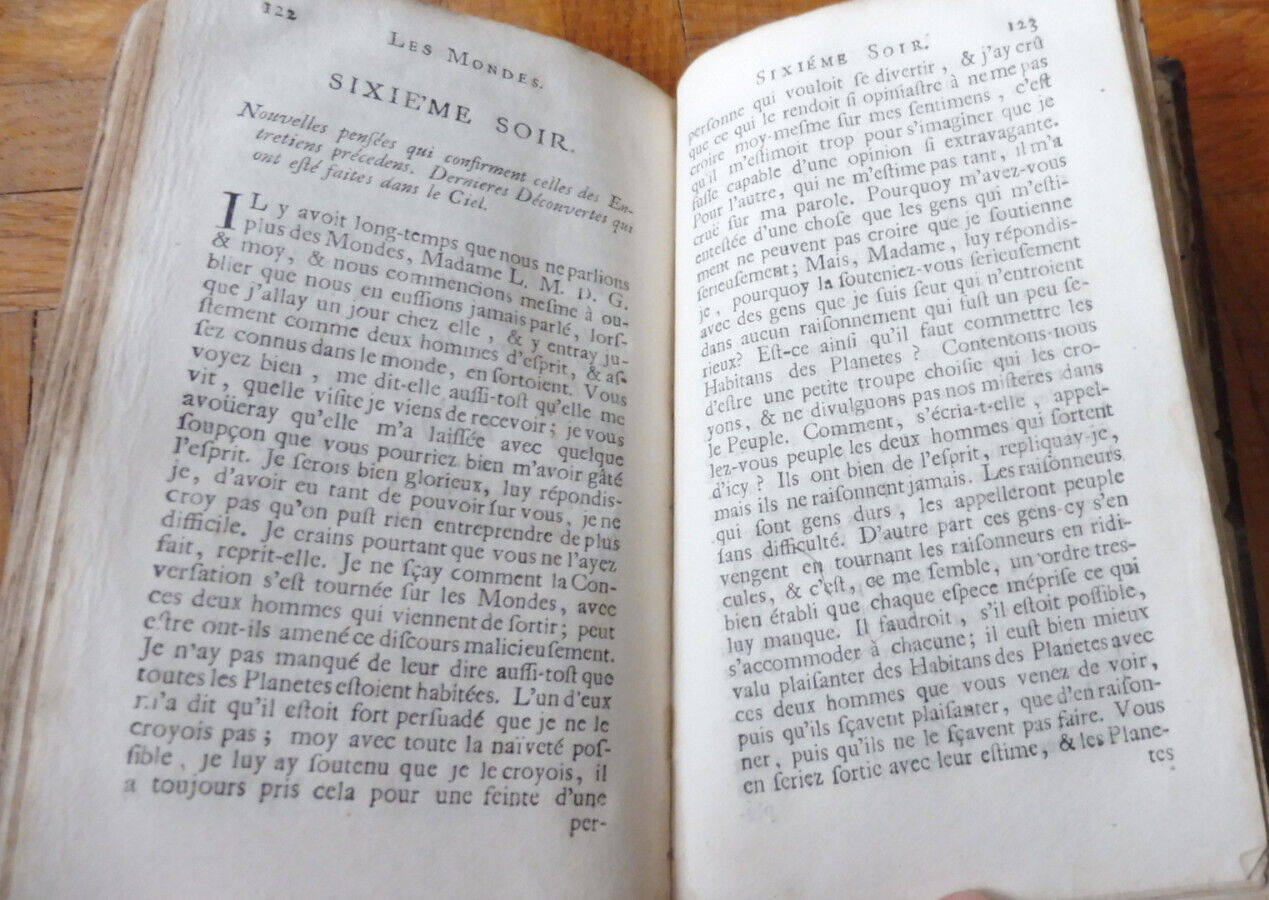 122
LES MONDES.
SIXIE'ME SOIR.
Nouvelles penſées qui confirment celles des En-
tretiens précedens. Dernieres Découvertes qui
ont eſté faites dans le Ciel.
IL y avoit long-temps que nous ne parlions
plus des Mondes, Madame L. M. D. G.
& moy, & nous commencions meſme à ou-
blier que nous en euſſions jamais parlé, lorſ-
que j'allay un jour chez elle, & y entray ju-
ſtement comme deux hommes d'eſprit, & aſ-
ſez connus dans le monde, en ſortoient. Vous
voyez bien, me dit-elle auſſi-toſt qu'elle me
vit, quelle viſite je viens de recevoir; je vous
avoüeray qu'elle m'a laiſſée avec quelque
ſoupçon que vous pourriez bien m'avoir gâté
l'eſprit. Je ſerois bien glorieux, luy répondiſ-
je, d'avoir eu tant de pouvoir ſur vous, je ne
croy pas qu'on puſt rien entreprendre de plus
difficile. Je crains pourtant que vous ne l'ayez
fait, reprit-elle. Je ne ſçay comment la Con-
verſation s'eſt tournée ſur les Mondes, avec
ces deux hommes qui viennent de ſortir; peut
eſtre ont-ils amené ce diſcours malicieuſement.
Je n'ay pas manqué de leur dire auſſi-toſt que
toutes les Planetes eſtoient habitées. L'un d'eux
m'a dit qu'il eſtoit fort perſuadé que je ne le
croyois pas; moy avec toute la naïveté poſ-
ſible, je luy ay ſoutenu que je le croyois, il
a toujours pris cela pour une feinte d'une
per-
SIXIÉME SOIR.
123
perſonne qui vouloit ſe divertir, & j'ay crû
que ce qui le rendoit ſi opiniaſtre à ne me pas
croire moy-meſme ſur mes ſentimens, c'eſt
qu'il m'eſtimoit trop pour s'imaginer que je
fuſſe capable d'une opinion ſi extravagante.
Pour l'autre, qui ne m'eſtime pas tant, il m'a
cruë ſur ma parole. Pourquoy m'avez-vous
enteſtée d'une choſe que les gens qui m'eſti-
ment ne peuvent pas croire que je ſoutienne
ſerieuſement; Mais, Madame, luy répondiſ-
je, pourquoy la ſouteniez-vous ſerieuſement
avec des gens que je ſuis ſeur qui n'entroient
dans aucun raiſonnement qui fuſt un peu ſe-
rieux? Eſt-ce ainſi qu'il faut commettre les
Habitans des Planetes ? Contentons-nous
d'eſtre une petite troupe choiſie qui les cro-
yons, & ne divulguons pas nos miſteres dans
le Peuple. Comment, s'écria-t-elle, appel-
lez-vous peuple les deux hommes qui ſortent
d'icy ? Ils ont bien de l'eſprit, repliquay-je,
mais ils ne raiſonnent jamais. Les raiſonneurs
qui ſont gens durs, les appelleront peuple
ſans difficulté. D'autre part ces gens-cy s'en
vengent en tournant les raiſonneurs en ridi-
cules, & c'eſt, ce me ſemble, un ordre tres-
bien établi que chaque eſpece mépriſe ce qui
luy manque. Il faudroit, s'il eſtoit poſſible,
s'accommoder à chacune; il euſt bien mieux
valu plaiſanter des Habitans des Planetes avec
ces deux hommes que vous venez de voir,
puis qu'ils ſçavent plaiſanter, que d'en raiſon-
ner, puis qu'ils ne le ſçavent pas faire. Vous
en ſeriez ſortie avec leur eſtime, & les Plane-
tes